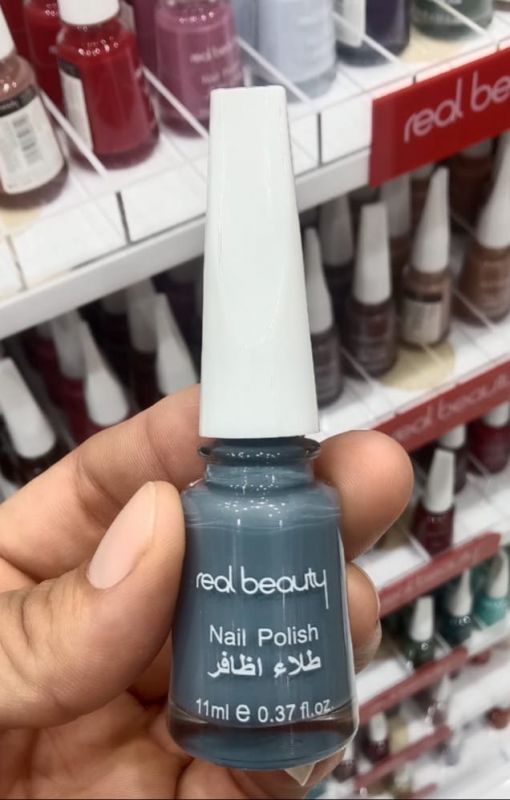 real be
real beauty
real beauty
Nail Polish
طلاء اظافر
11ml e 0.37 fl.oz.